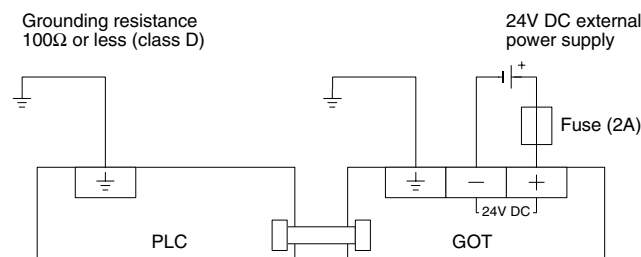 Grounding resistance
100Ω or less (class D)
24V DC external
power supply
+
Fuse (2A)
− +
24V DC
PLC
GOT